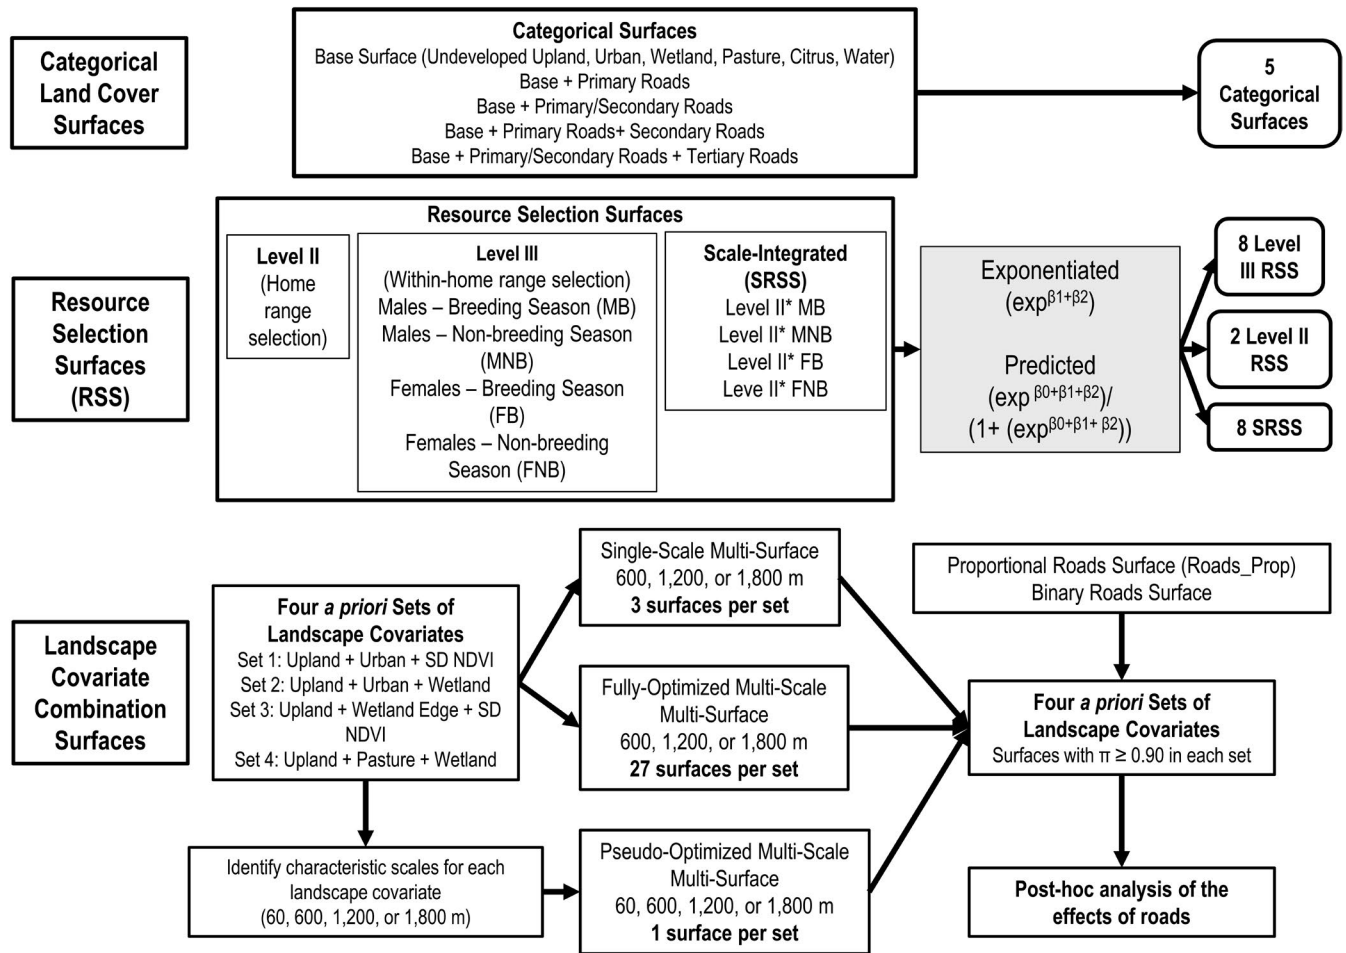 Categorical
Land Cover
Surfaces
Categorical Surfaces
Base Surface (Undeveloped Upland, Urban, Wetland, Pasture, Citrus, Water)
Base + Primary Roads
Base + Primary/Secondary Roads
Base + Primary Roads+ Secondary Roads
Base + Primary/Secondary Roads + Tertiary Roads
5
Categorical
Surfaces
Resource
Selection
Surfaces
(RSS)
Resource Selection Surfaces
Level II
(Home
range
selection)
Level III
(Within-home range selection)
Males – Breeding Season (MB)
Males – Non-breeding Season
(MNB)
Females – Breeding Season
(FB)
Females – Non-breeding
Season (FNB)
Scale-Integrated
(SRSS)
Level II* MB
Level II* MNB
Level II* FB
Leve II* FNB
Exponentiated
(exp^β1+β2)
Predicted
(exp ^β0+β1+β2)/
(1+ (exp^β0+β1+ β2))
8 Level
III RSS
2 Level II
RSS
8 SRSS
Landscape
Covariate
Combination
Surfaces
Four a priori Sets of
Landscape Covariates
Set 1: Upland + Urban + SD NDVI
Set 2: Upland + Urban + Wetland
Set 3: Upland + Wetland Edge + SD
NDVI
Set 4: Upland + Pasture + Wetland
Identify characteristic scales for each
landscape covariate
(60, 600, 1,200, or 1,800 m)
Single-Scale Multi-Surface
600, 1,200, or 1,800 m
3 surfaces per set
Fully-Optimized Multi-Scale
Multi-Surface
600, 1,200, or 1,800 m
27 surfaces per set
Pseudo-Optimized Multi-Scale
Multi-Surface
60, 600, 1,200, or 1,800 m
1 surface per set
Proportional Roads Surface (Roads_Prop)
Binary Roads Surface
Four a priori Sets of
Landscape Covariates
Surfaces with π ≥ 0.90 in each set
Post-hoc analysis of the
effects of roads